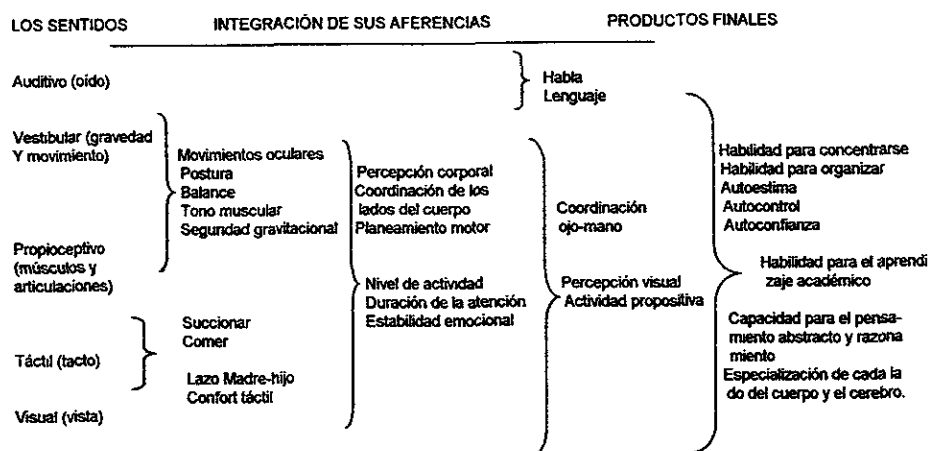 LOS SENTIDOS
INTEGRACIÓN DE SUS AFERENCIAS
PRODUCTOS FINALES
Auditivo (oído)
Habla
Lenguaje
Vestibular (gravedad
Y movimiento)
Propioceptivo
(músculos y
articulaciones)
Movimientos oculares
Postura
Balance
Tono muscular
Seguridad gravitacional
Percepción corporal
Coordinación de los
lados del cuerpo
Planeamiento motor
Nivel de actividad
Duración de la atención
Estabilidad emocional
Coordinación
ojo-mano
Percepción visual
Actividad propositiva
Habilidad para concentrarse
Habilidad para organizar
Autoestima
Autocontrol
Autoconfianza
Habilidad para el aprendi
zaje académico
Capacidad para el pensa-
miento abstracto y razona
miento
Especialización de cada la
do del cuerpo y el cerebro.
Táctil (tacto)
Succionar
Comer
Lazo Madre-hijo
Confort táctil
Visual (vista)